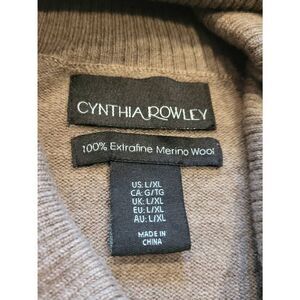 CYNTHIA ROWLEY
100% Extrafine Merino Wool
US: L/XL
CA: G/TG
UK: L/XL
EU: L/XL
AU: L/XL
MADE IN
CHINA